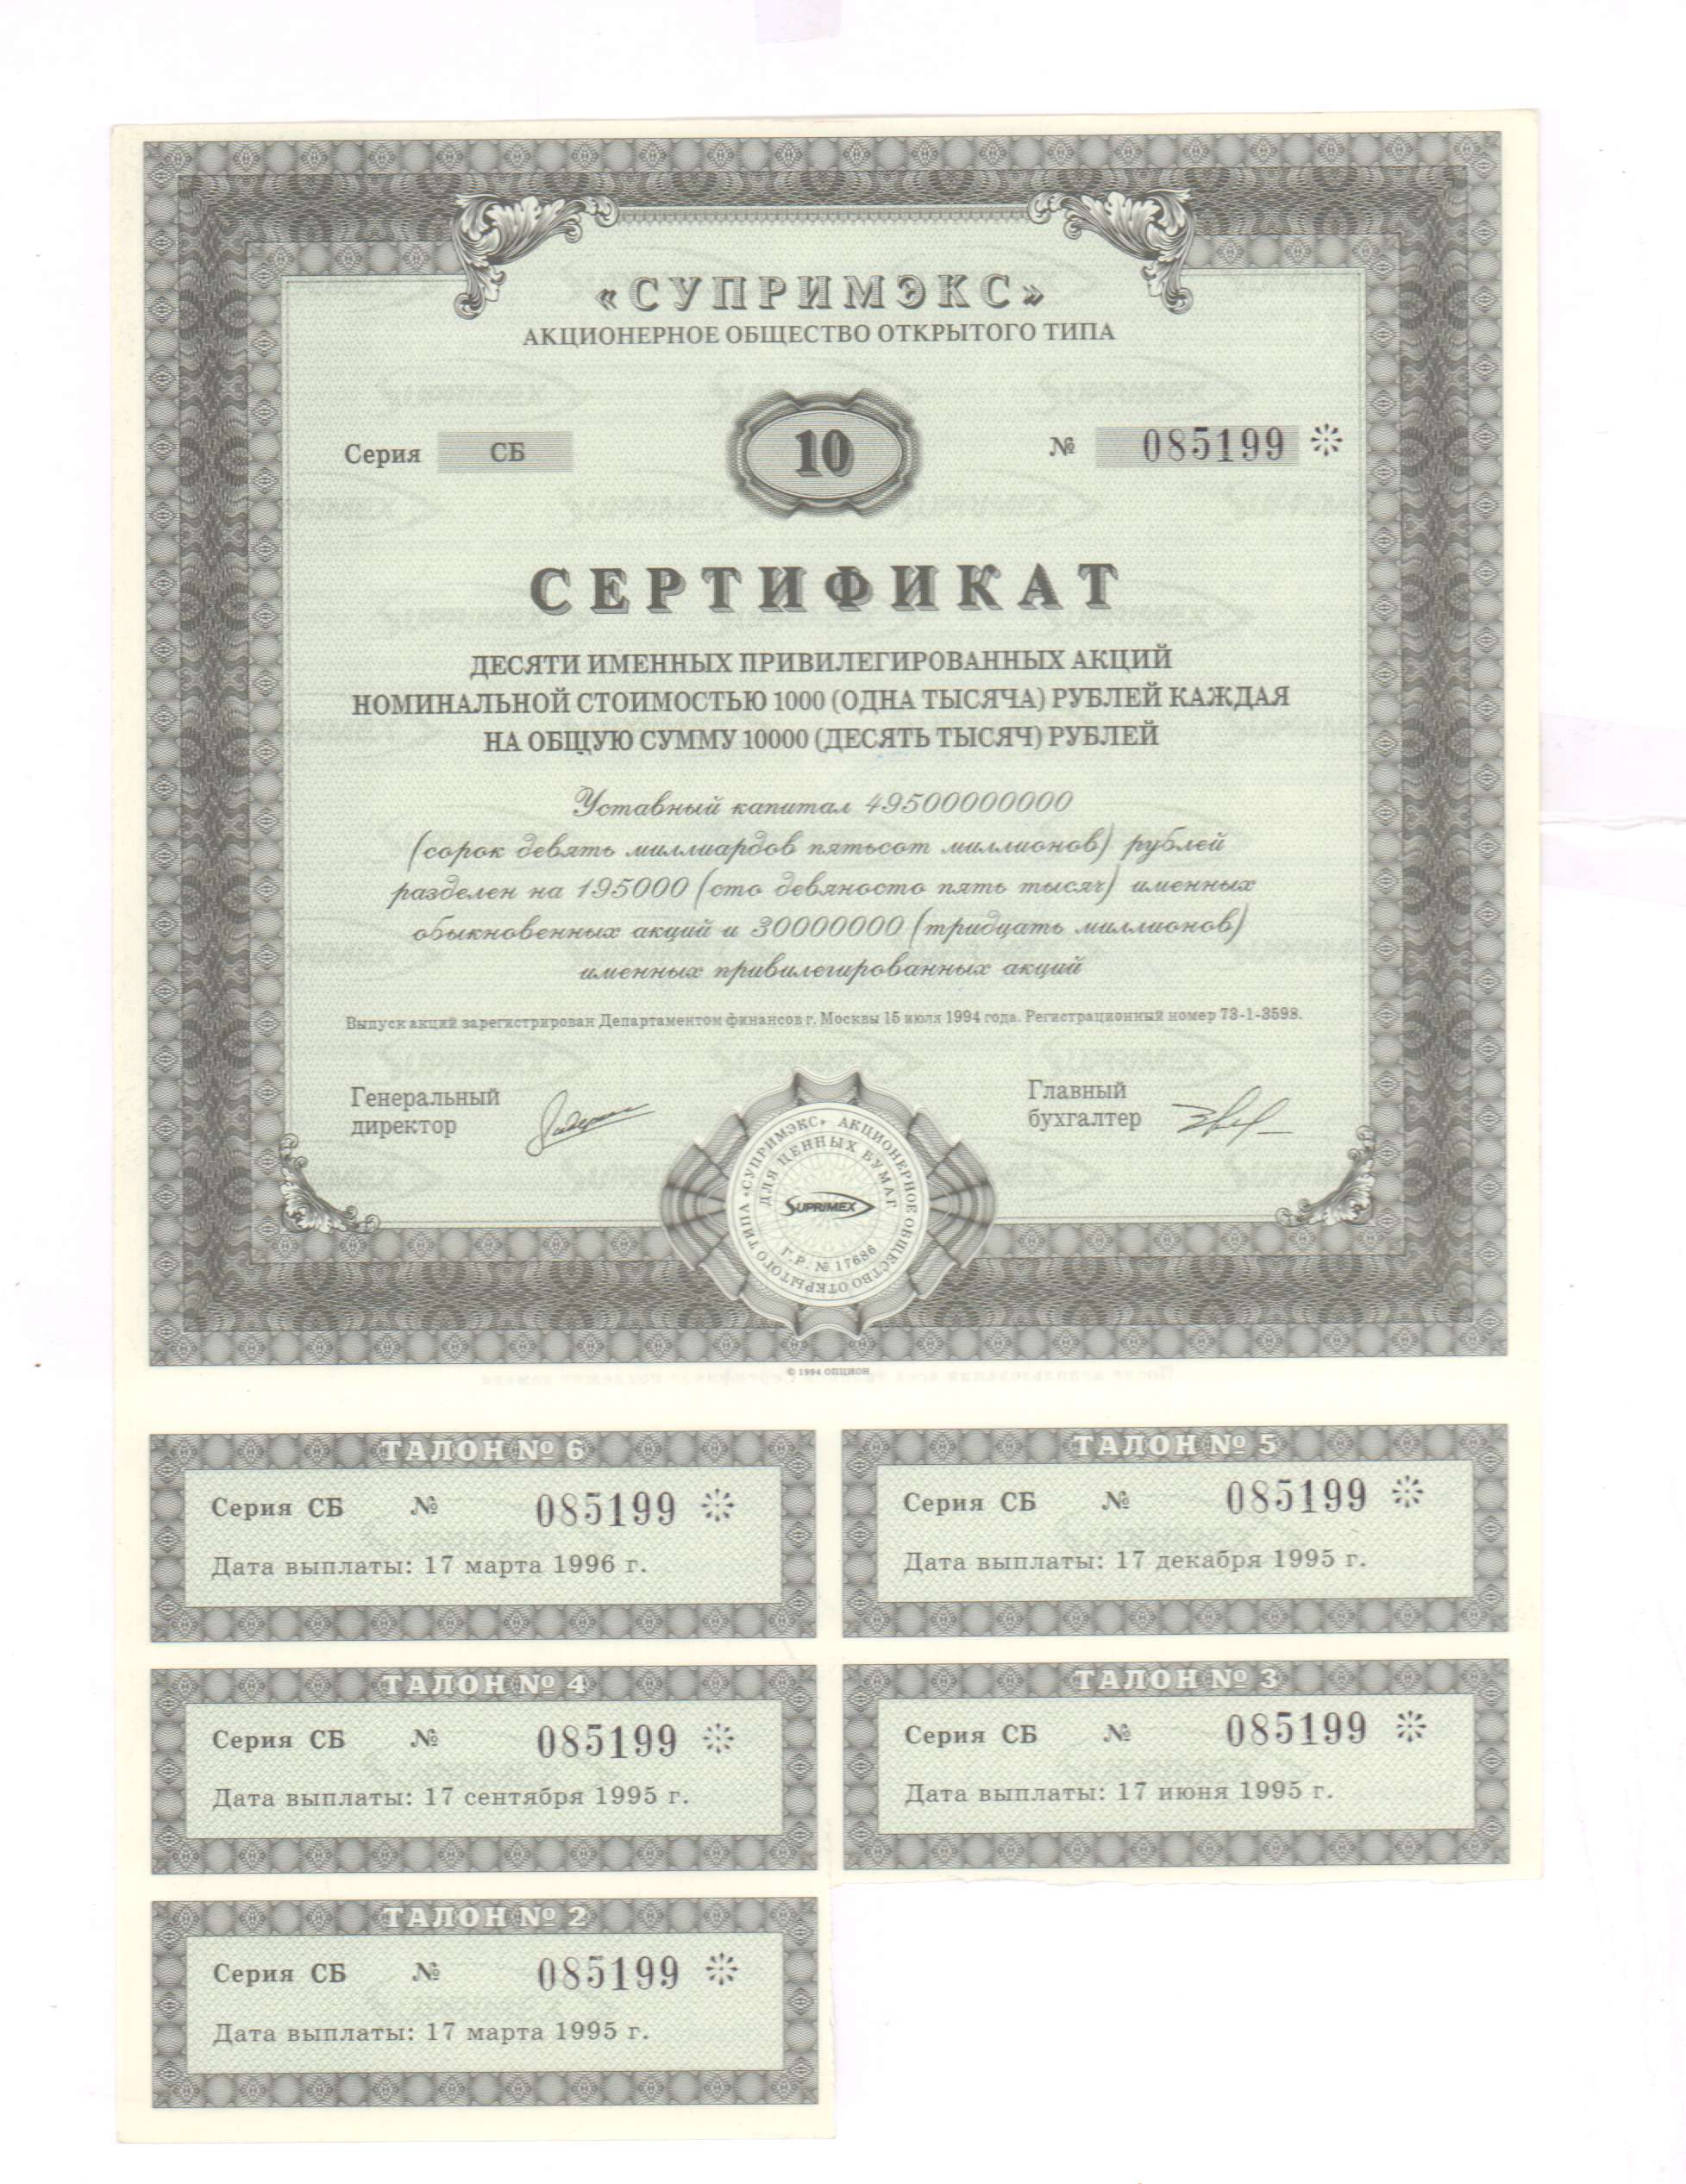 «СУПРИМЭКС»
АКЦИОНЕРНОЕ ОБЩЕСТВО ОТКРЫТОГО ТИПА
Серия СБ
10
№ 085199
СЕРТИФИКАТ
ДЕСЯТИ ИМЕННЫХ ПРИВИЛЕГИРОВАННЫХ АКЦИЙ
НОМИНАЛЬНОЙ СТОИМОСТЬЮ 1000 (ОДНА ТЫСЯЧА) РУБЛЕЙ КАЖДАЯ
НА ОБЩУЮ СУММУ 10000 (ДЕСЯТЬ ТЫСЯЧ) РУБЛЕЙ
Уставный капитал 49500000000
(сорок девять миллиардов пятьсот миллионов) рублей
разделен на 195000 (сто девяносто пять тысяч) именных
обыкновенных акций и 30000000 (тридцать миллионов)
именных привилегированных акций
Выпуск акций зарегистрирован Департаментом финансов г. Москвы 15 июля 1994 года. Регистрационный номер 73-1-3598.
Генеральный
директор
Главный
бухгалтер
«СУПРИМЭКС» АКЦИОНЕРНОЕ ОБЩЕСТВО ОТКРЫТОГО ТИПА
ДЛЯ ЦЕННЫХ БУМАГ
SUPRIMEX
Г.Р. № 17686
© 1994 ОПЦИОН
ТАЛОН № 6
Серия СБ № 085199
Дата выплаты: 17 марта 1996 г.
ТАЛОН № 5
Серия СБ № 085199
Дата выплаты: 17 декабря 1995 г.
ТАЛОН № 4
Серия СБ № 085199
Дата выплаты: 17 сентября 1995 г.
ТАЛОН № 3
Серия СБ № 085199
Дата выплаты: 17 июня 1995 г.
ТАЛОН № 2
Серия СБ № 085199
Дата выплаты: 17 марта 1995 г.